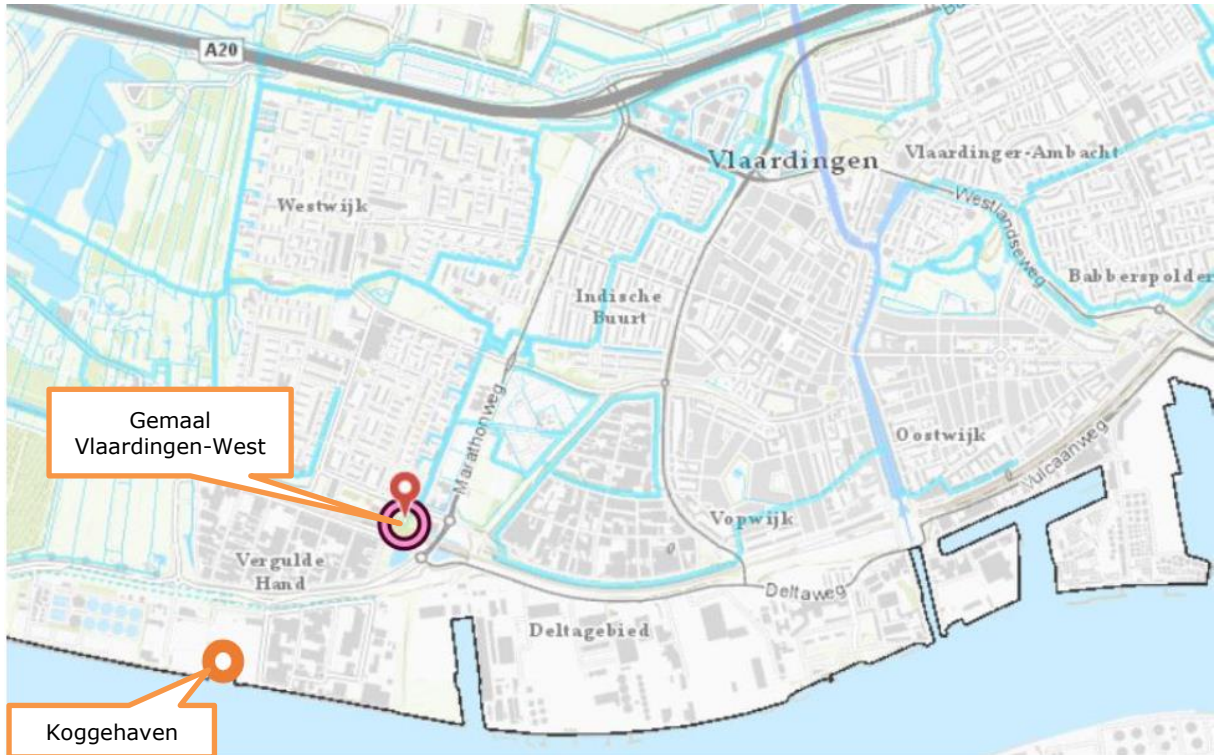 A20
Vlaardingen
Vlaardinger-Ambacht
Westwijk
Westlandseweg
Babberspolder
Indische
Buurt
Gemaal
Vlaardingen-West
Marathonweg
Oostwijk
Vulcaanweg
Vopwijk
Vergulde
Hand
Deltaweg
Deltagebied
Koggehaven